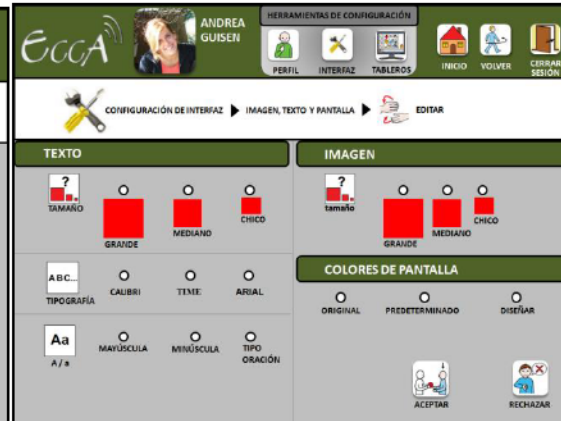 ECCA
ANDREA
GUISEN
HERRAMIENTAS DE CONFIGURACIÓN
PERFIL INTERFAZ TABLEROS
INICIO VOLVER CERRAR
SESIÓN
CONFIGURACIÓN DE INTERFAZ IMAGEN, TEXTO Y PANTALLA EDITAR
TEXTO
?
TAMAÑO
GRANDE
MEDIANO
CHICO
ABC...
TIPOGRAFÍA
CALIBRI TIME ARIAL
Aa
A / a
MAYÚSCULA MINÚSCULA TIPO
ORACIÓN
IMAGEN
?
tamaño
GRANDE
MEDIANO
CHICO
COLORES DE PANTALLA
ORIGINAL PREDETERMINADO DISEÑAR
ACEPTAR RECHAZAR